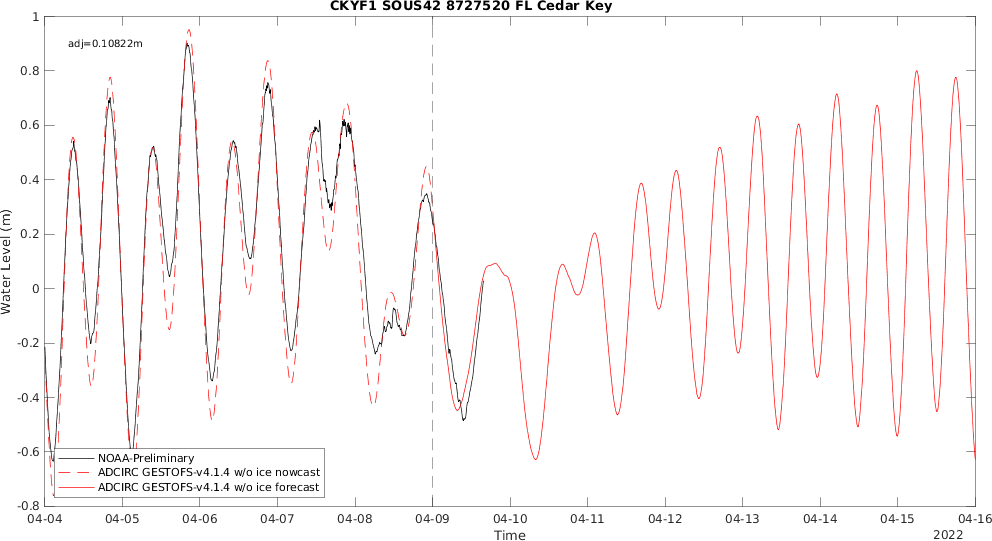 CKYF1 SOUS42 8727520 FL Cedar Key
adj=0.10822m
1
0.8
0.6
0.4
0.2
0
-0.2
-0.4
-0.6
-0.8
Water Level (m)
NOAA-Preliminary
ADCIRC GESTOFS-v4.1.4 w/o ice nowcast
ADCIRC GESTOFS-v4.1.4 w/o ice forecast
04-04 04-05 04-06 04-07 04-08 04-09 04-10 04-11 04-12 04-13 04-14 04-15 04-16
Time
2022